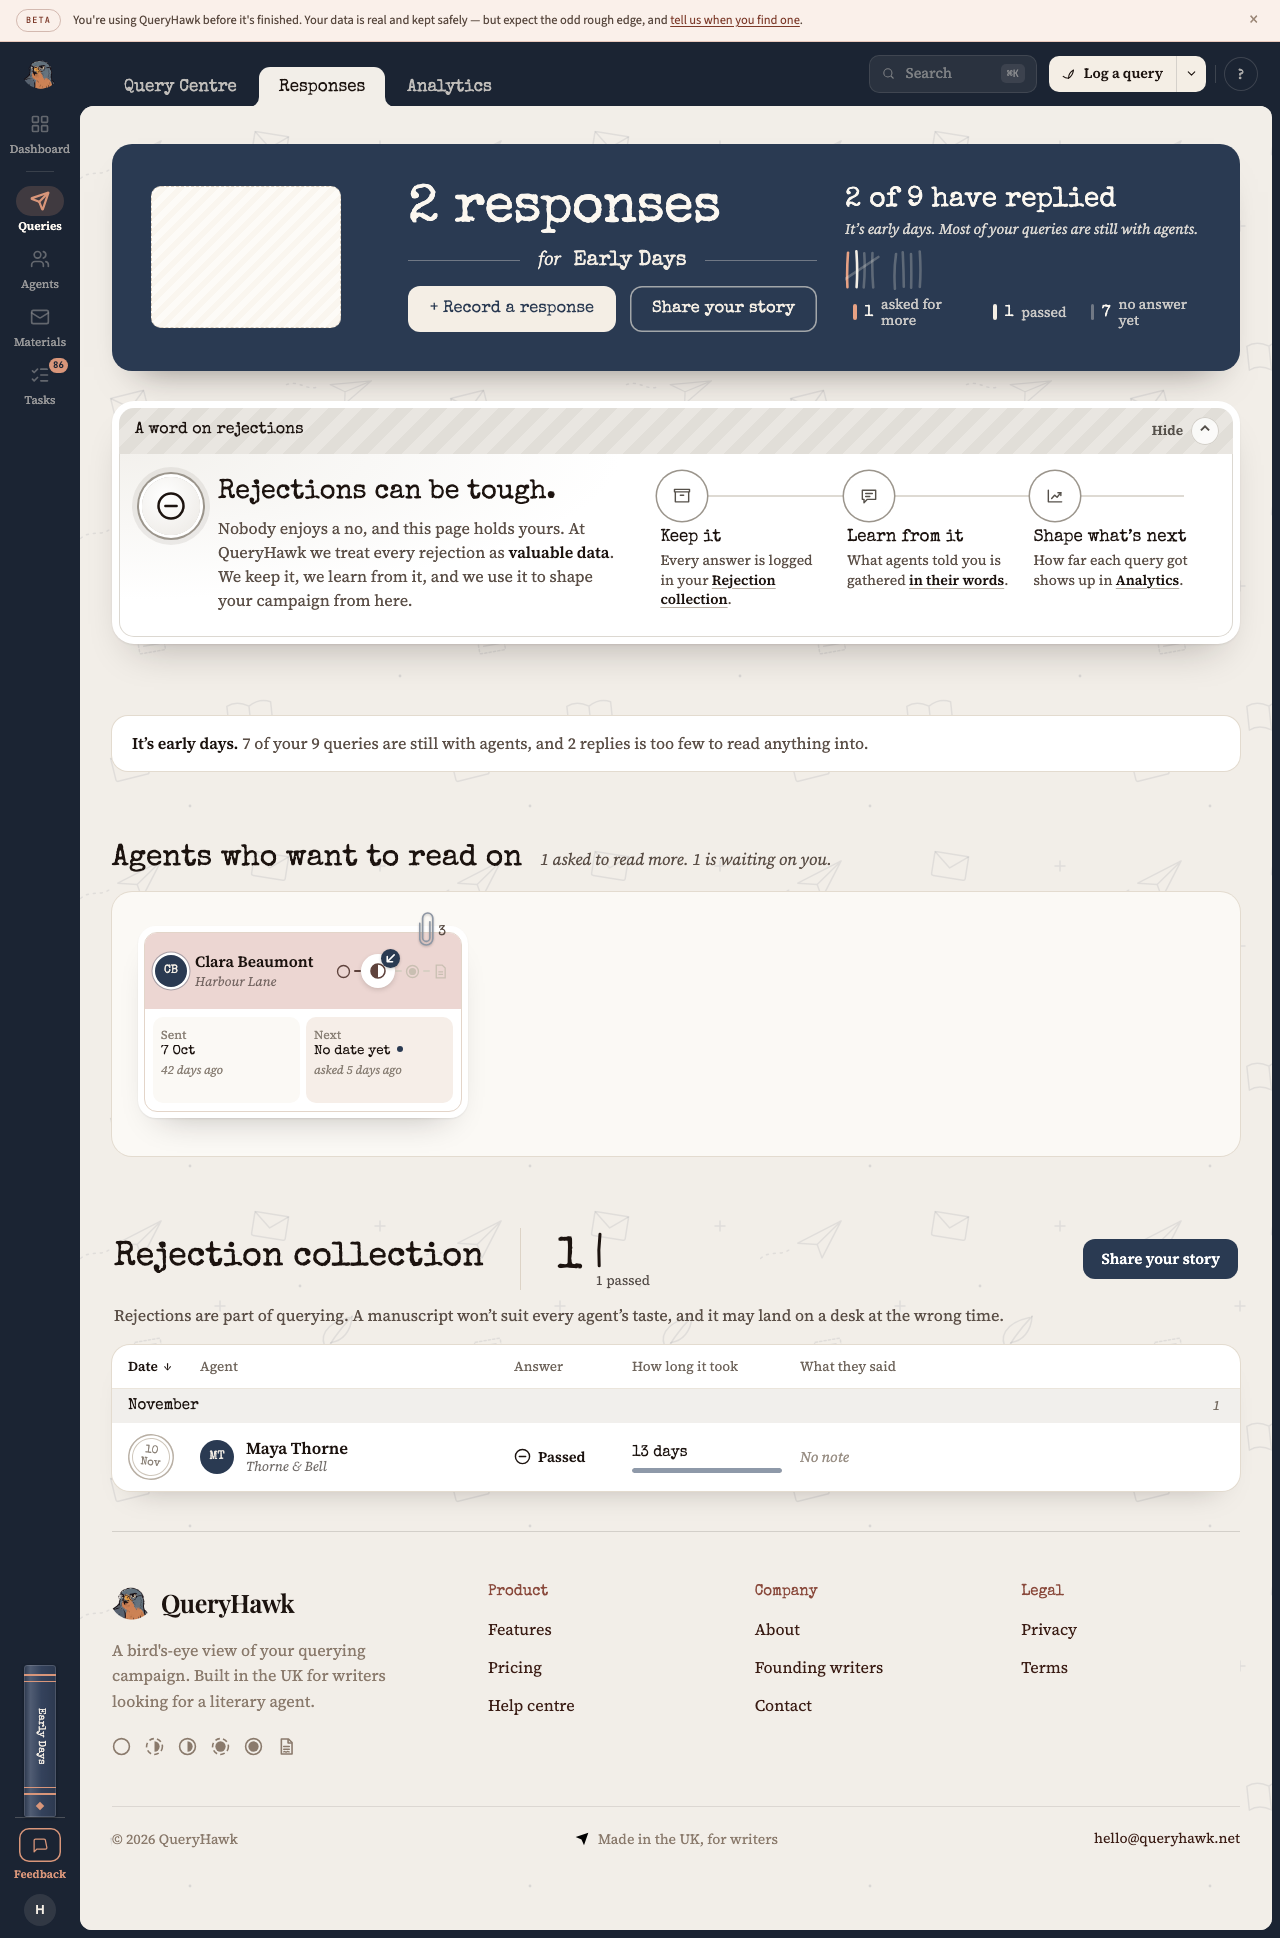 BETA You're using QueryHawk before it's finished. Your data is real and kept safely — but expect the odd rough edge, and tell us when you find one. ×
Query Centre
Responses
Analytics
Search
⌘K
Log a query
?
Dashboard
Queries
Agents
Materials
86
Tasks
2 responses
for Early Days
+ Record a response
Share your story
2 of 9 have replied
It's early days. Most of your queries are still with agents.
1 asked for more
1 passed
7 no answer yet
A word on rejections
Hide
Rejections can be tough.
Nobody enjoys a no, and this page holds yours. At
QueryHawk we treat every rejection as valuable data.
We keep it, we learn from it, and we use it to shape
your campaign from here.
Keep it
Every answer is logged
in your Rejection
collection.
Learn from it
What agents told you is
gathered in their words.
Shape what's next
How far each query got
shows up in Analytics.
It's early days. 7 of your 9 queries are still with agents, and 2 replies is too few to read anything into.
Agents who want to read on
1 asked to read more. 1 is waiting on you.
3
CB
Clara Beaumont
Harbour Lane
Sent
7 Oct
42 days ago
Next
No date yet
asked 5 days ago
Rejection collection
1
1 passed
Share your story
Rejections are part of querying. A manuscript won't suit every agent's taste, and it may land on a desk at the wrong time.
Date ↓
Agent
Answer
How long it took
What they said
November
1
10
Nov
MT
Maya Thorne
Thorne & Bell
Passed
13 days
No note
QueryHawk
A bird's-eye view of your querying
campaign. Built in the UK for writers
looking for a literary agent.
Product
Features
Pricing
Help centre
Company
About
Founding writers
Contact
Legal
Privacy
Terms
Early Days
Feedback
H
© 2026 QueryHawk
Made in the UK, for writers
hello@queryhawk.net